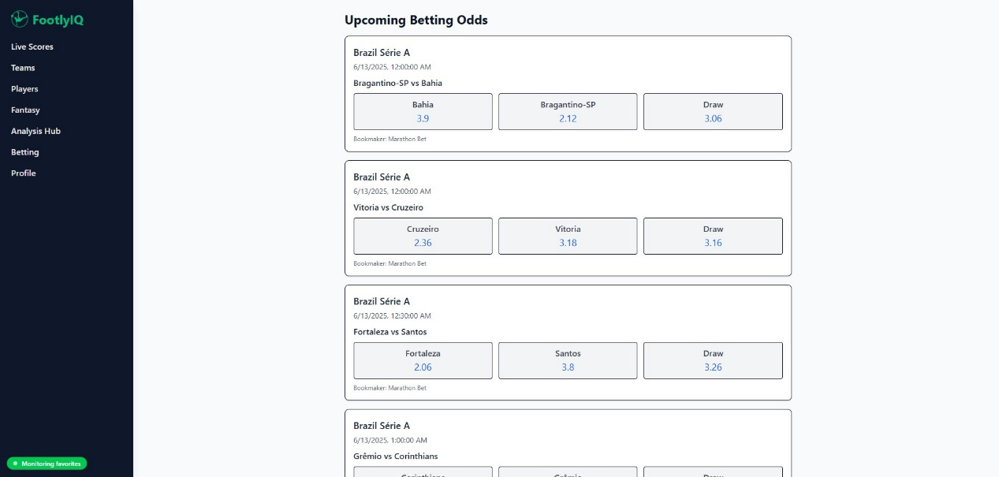 FootlyIQ
Live Scores
Teams
Players
Fantasy
Analysis Hub
Betting
Profile
Monitoring favorites
Upcoming Betting Odds
Brazil Série A
6/13/2025, 12:00:00 AM
Bragantino-SP vs Bahia
Bahia Bragantino-SP Draw
3.9 2.12 3.06
Bookmaker: Marathon Bet
Brazil Série A
6/13/2025, 12:00:00 AM
Vitoria vs Cruzeiro
Cruzeiro Vitoria Draw
2.36 3.18 3.16
Bookmaker: Marathon Bet
Brazil Série A
6/13/2025, 12:30:00 AM
Fortaleza vs Santos
Fortaleza Santos Draw
2.06 3.8 3.26
Bookmaker: Marathon Bet
Brazil Série A
6/13/2025, 1:00:00 AM
Grêmio vs Corinthians
Corinthians Grêmio Draw